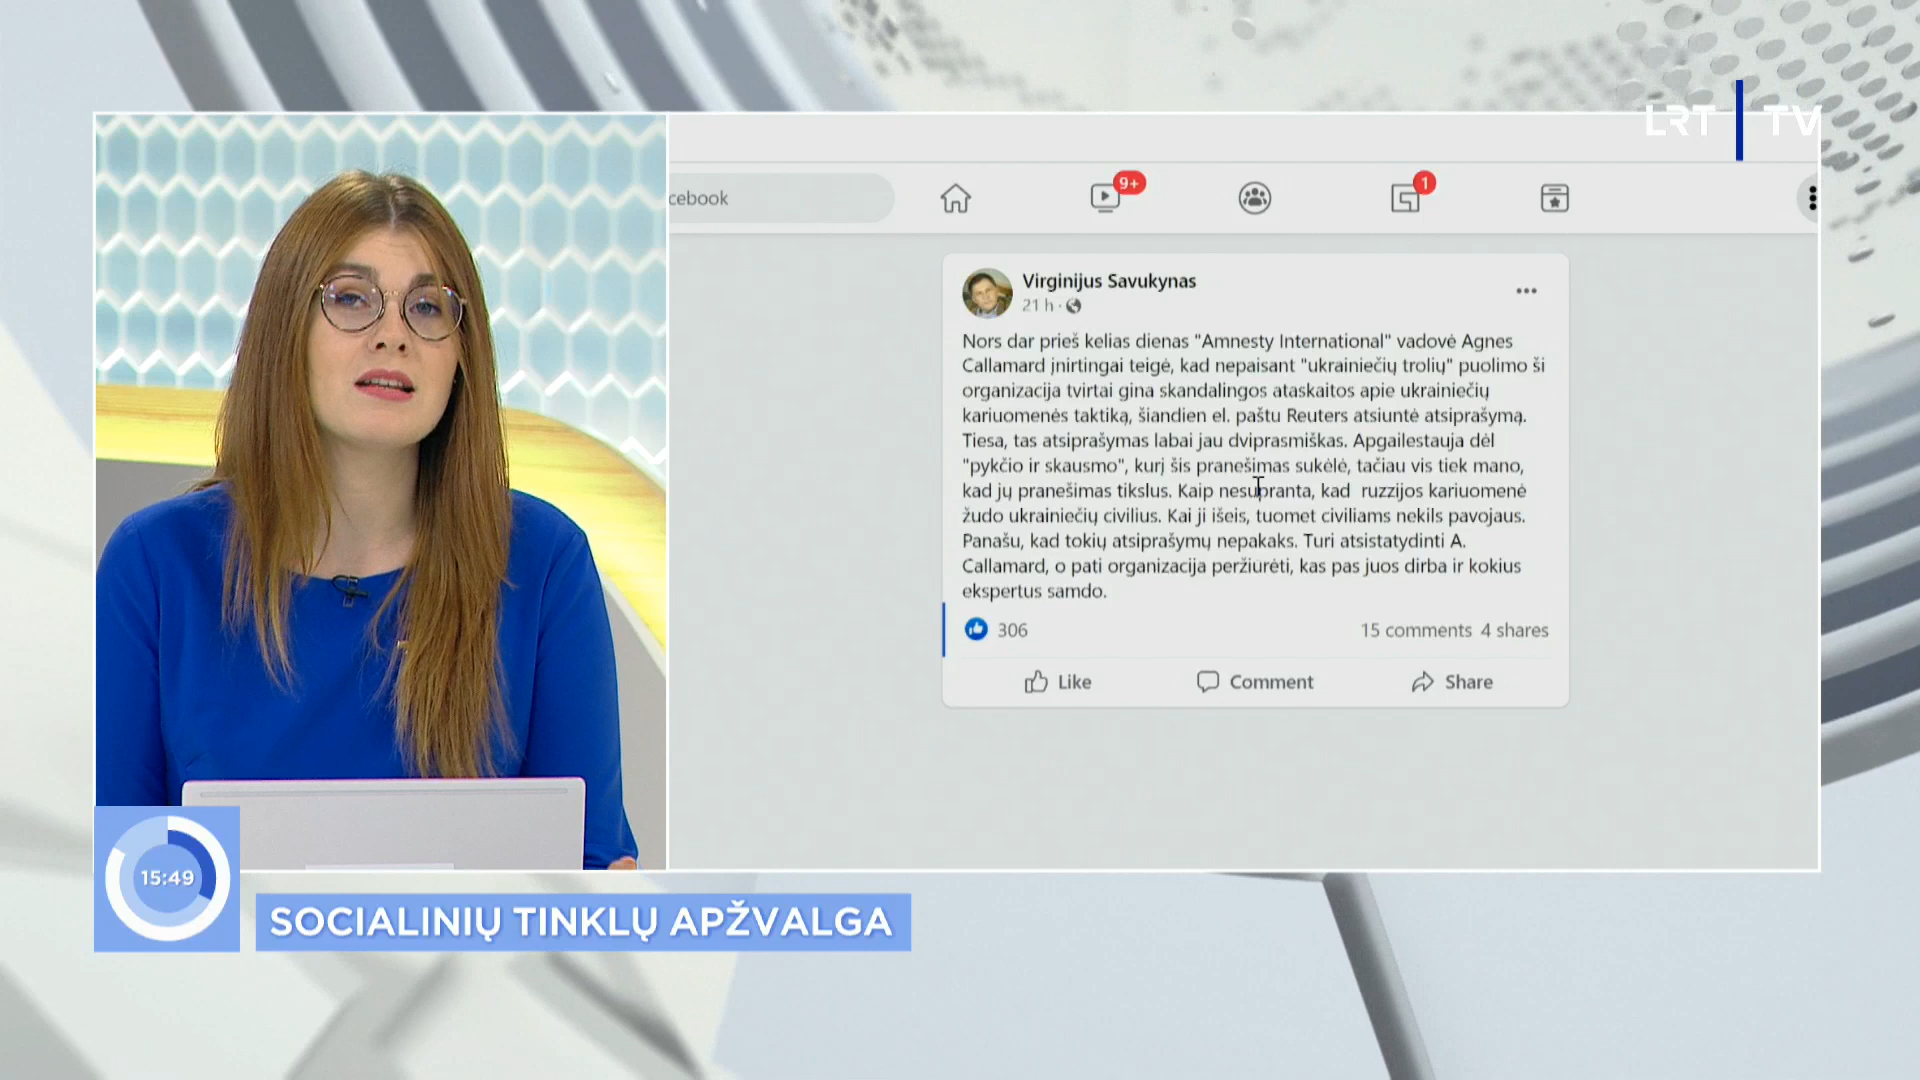 LRT TV
cebook
9+
1
Virginijus Savukynas
21 h ·
Nors dar prieš kelias dienas "Amnesty International" vadovė Agnes
Callamard įnirtingai teigė, kad nepaisant "ukrainiečių trolių" puolimo ši
organizacija tvirtai gina skandalingos ataskaitos apie ukrainiečių
kariuomenės taktiką, šiandien el. paštu Reuters atsiuntė atsiprašymą.
Tiesa, tas atsiprašymas labai jau dviprasmiškas. Apgailestauja dėl
"pykčio ir skausmo", kurį šis pranešimas sukėlė, tačiau vis tiek mano,
kad jų pranešimas tikslus. Kaip nesupranta, kad ruzzijos kariuomenė
žudo ukrainiečių civilius. Kai ji išeis, tuomet civiliams nekils pavojaus.
Panašu, kad tokių atsiprašymų nepakaks. Turi atsistatydinti A.
Callamard, o pati organizacija peržiurėti, kas pas juos dirba ir kokius
ekspertus samdo.
306
15 comments 4 shares
Like
Comment
Share
15:49
SOCIALINIŲ TINKLŲ APŽVALGA